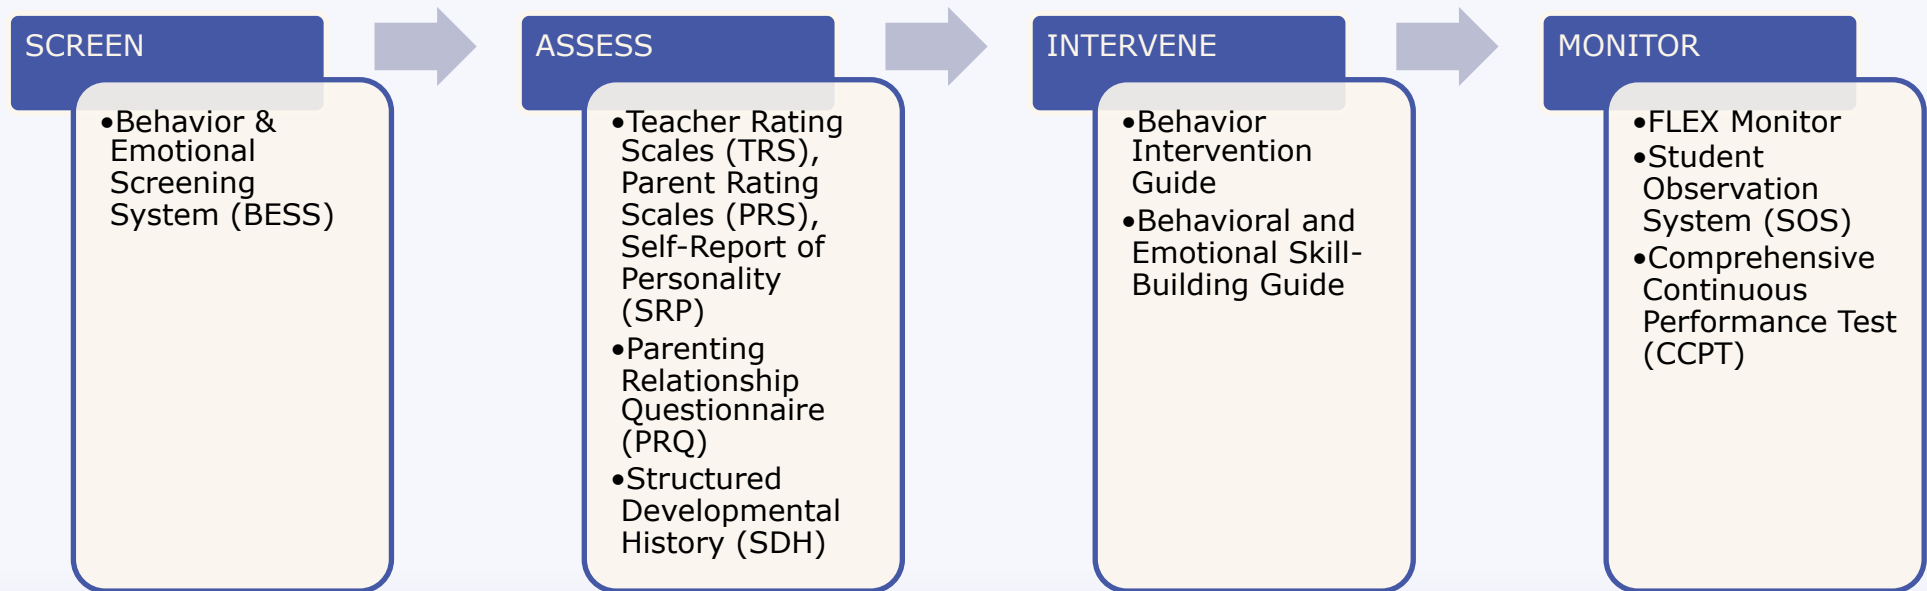 SCREEN
•Behavior &
Emotional
Screening
System (BESS)
ASSESS
•Teacher Rating
Scales (TRS),
Parent Rating
Scales (PRS),
Self-Report of
Personality
(SRP)
•Parenting
Relationship
Questionnaire
(PRQ)
•Structured
Developmental
History (SDH)
INTERVENE
•Behavior
Intervention
Guide
•Behavioral and
Emotional Skill-
Building Guide
MONITOR
•FLEX Monitor
•Student
Observation
System (SOS)
•Comprehensive
Continuous
Performance Test
(CCPT)